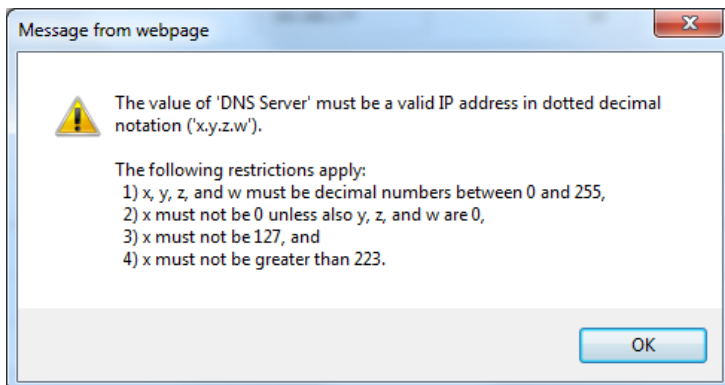 Message from webpage
The value of 'DNS Server' must be a valid IP address in dotted decimal
notation ('x.y.z.w').
The following restrictions apply:
1) x, y, z, and w must be decimal numbers between 0 and 255,
2) x must not be 0 unless also y, z, and w are 0,
3) x must not be 127, and
4) x must not be greater than 223.
OK